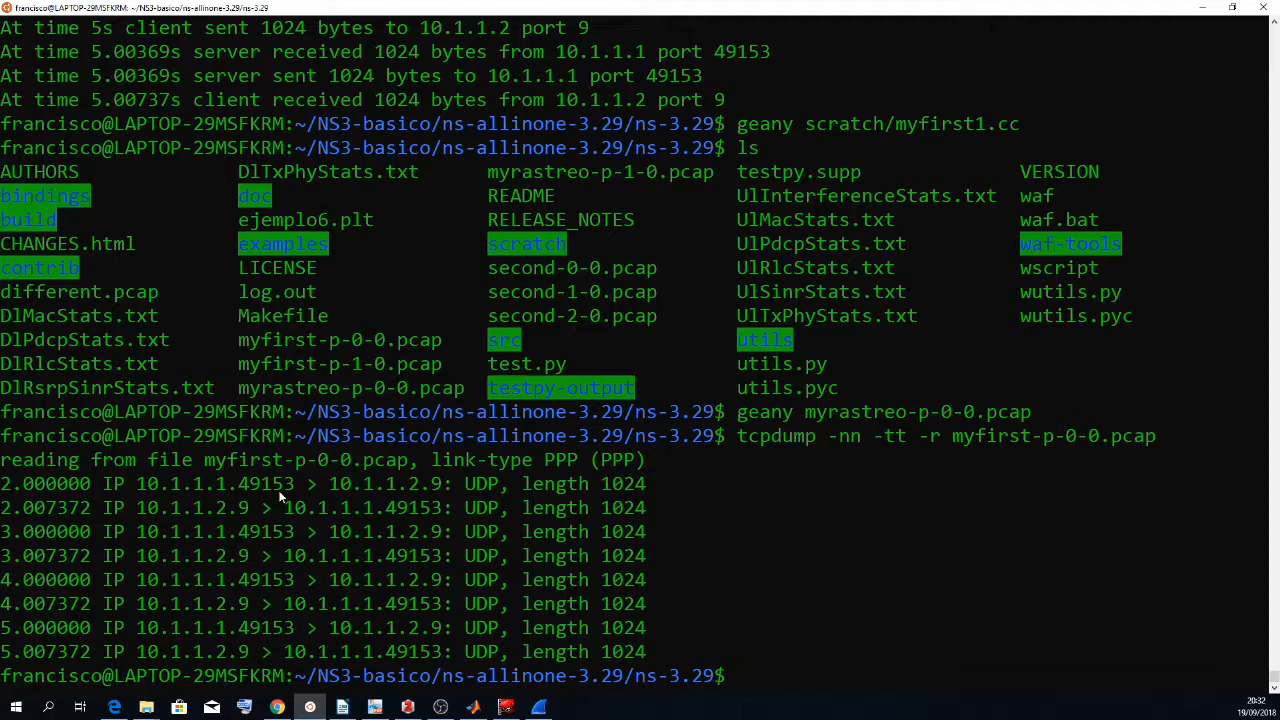 francisco@LAPTOP-29MSFKRM: ~/NS3-basico/ns-allinone-3.29/ns-3.29
At time 5s client sent 1024 bytes to 10.1.1.2 port 9
At time 5.00369s server received 1024 bytes from 10.1.1.1 port 49153
At time 5.00369s server sent 1024 bytes to 10.1.1.1 port 49153
At time 5.00737s client received 1024 bytes from 10.1.1.2 port 9
francisco@LAPTOP-29MSFKRM:~/NS3-basico/ns-allinone-3.29/ns-3.29$ geany scratch/myfirst1.cc
francisco@LAPTOP-29MSFKRM:~/NS3-basico/ns-allinone-3.29/ns-3.29$ ls
AUTHORS DlTxPhyStats.txt myrastreo-p-1-0.pcap testpy.supp VERSION
bindings doc README UlInterferenceStats.txt waf
build ejemplo6.plt RELEASE_NOTES UlMacStats.txt waf.bat
CHANGES.html examples scratch UlPdcpStats.txt waf-tools
contrib LICENSE second-0-0.pcap UlRlcStats.txt wscript
different.pcap log.out second-1-0.pcap UlSinrStats.txt wutils.py
DlMacStats.txt Makefile second-2-0.pcap UlTxPhyStats.txt wutils.pyc
DlPdcpStats.txt myfirst-p-0-0.pcap src utils
DlRlcStats.txt myfirst-p-1-0.pcap test.py utils.py
DlRsrpSinrStats.txt myrastreo-p-0-0.pcap testpy-output utils.pyc
francisco@LAPTOP-29MSFKRM:~/NS3-basico/ns-allinone-3.29/ns-3.29$ geany myrastreo-p-0-0.pcap
francisco@LAPTOP-29MSFKRM:~/NS3-basico/ns-allinone-3.29/ns-3.29$ tcpdump -nn -tt -r myfirst-p-0-0.pcap
reading from file myfirst-p-0-0.pcap, link-type PPP (PPP)
2.000000 IP 10.1.1.1.49153 > 10.1.1.2.9: UDP, length 1024
2.007372 IP 10.1.1.2.9 > 10.1.1.1.49153: UDP, length 1024
3.000000 IP 10.1.1.1.49153 > 10.1.1.2.9: UDP, length 1024
3.007372 IP 10.1.1.2.9 > 10.1.1.1.49153: UDP, length 1024
4.000000 IP 10.1.1.1.49153 > 10.1.1.2.9: UDP, length 1024
4.007372 IP 10.1.1.2.9 > 10.1.1.1.49153: UDP, length 1024
5.000000 IP 10.1.1.1.49153 > 10.1.1.2.9: UDP, length 1024
5.007372 IP 10.1.1.2.9 > 10.1.1.1.49153: UDP, length 1024
francisco@LAPTOP-29MSFKRM:~/NS3-basico/ns-allinone-3.29/ns-3.29$
20:32
19/09/2018